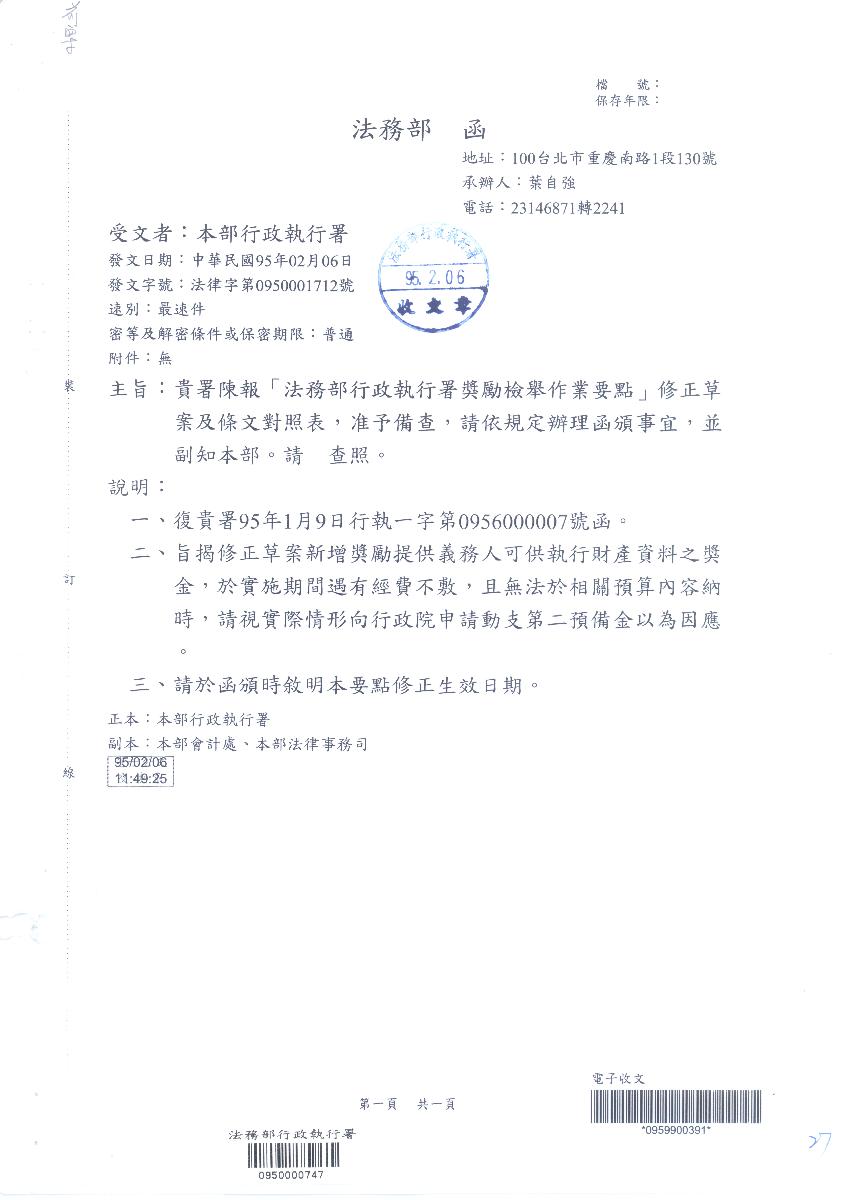 檔　　號：
保存年限：
法務部　函
地址：100台北市重慶南路1段130號
承辦人：葉自強
電話：23146871轉2241
受文者：本部行政執行署
發文日期：中華民國95年02月06日
發文字號：法律字第0950001712號
速別：最速件
密等及解密條件或保密期限：普通
附件：無
法務部行政執行署
95.2.06
收文章
主旨：貴署陳報「法務部行政執行署獎勵檢舉作業要點」修正草
案及條文對照表，准予備查，請依規定辦理函頒事宜，並
副知本部。請　查照。
說明：
一、復貴署95年1月9日行執一字第0956000007號函。
二、旨揭修正草案新增獎勵提供義務人可供執行財產資料之獎
金，於實施期間遇有經費不敷，且無法於相關預算內容納
時，請視實際情形向行政院申請動支第二預備金以為因應
。
三、請於函頒時敘明本要點修正生效日期。
正本：本部行政執行署
副本：本部會計處、本部法律事務司
95/02/06
11:49:25
裝
訂
線
電子收文
*0959900391*
第一頁　共一頁
法務部行政執行署
0950000747
27